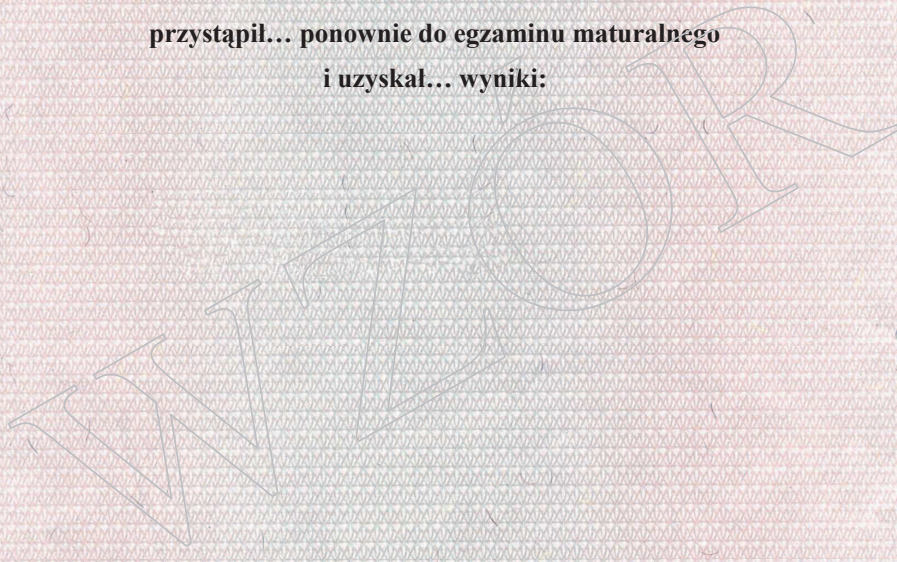 przystąpił… ponownie do egzaminu maturalnego
i uzyskał… wyniki:
WZÓR